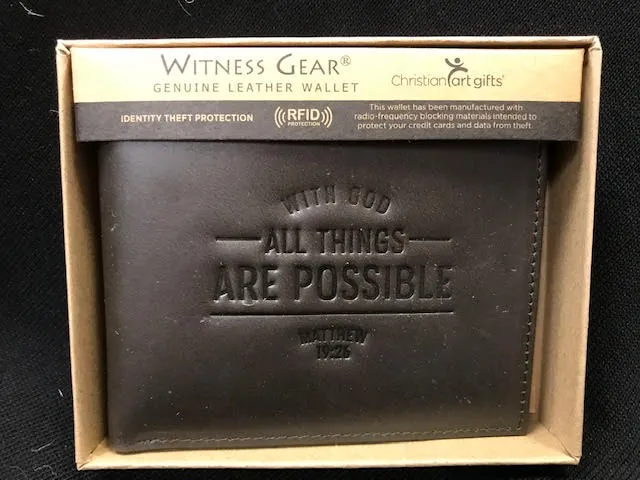 WITNESS GEAR®
GENUINE LEATHER WALLET
Christian art gifts®
IDENTITY THEFT PROTECTION
RFID
PROTECTION
This wallet has been manufactured with
radio-frequency blocking materials intended to
protect your credit cards and data from theft.
WITH GOD
ALL THINGS
ARE POSSIBLE
MATTHEW
19:26